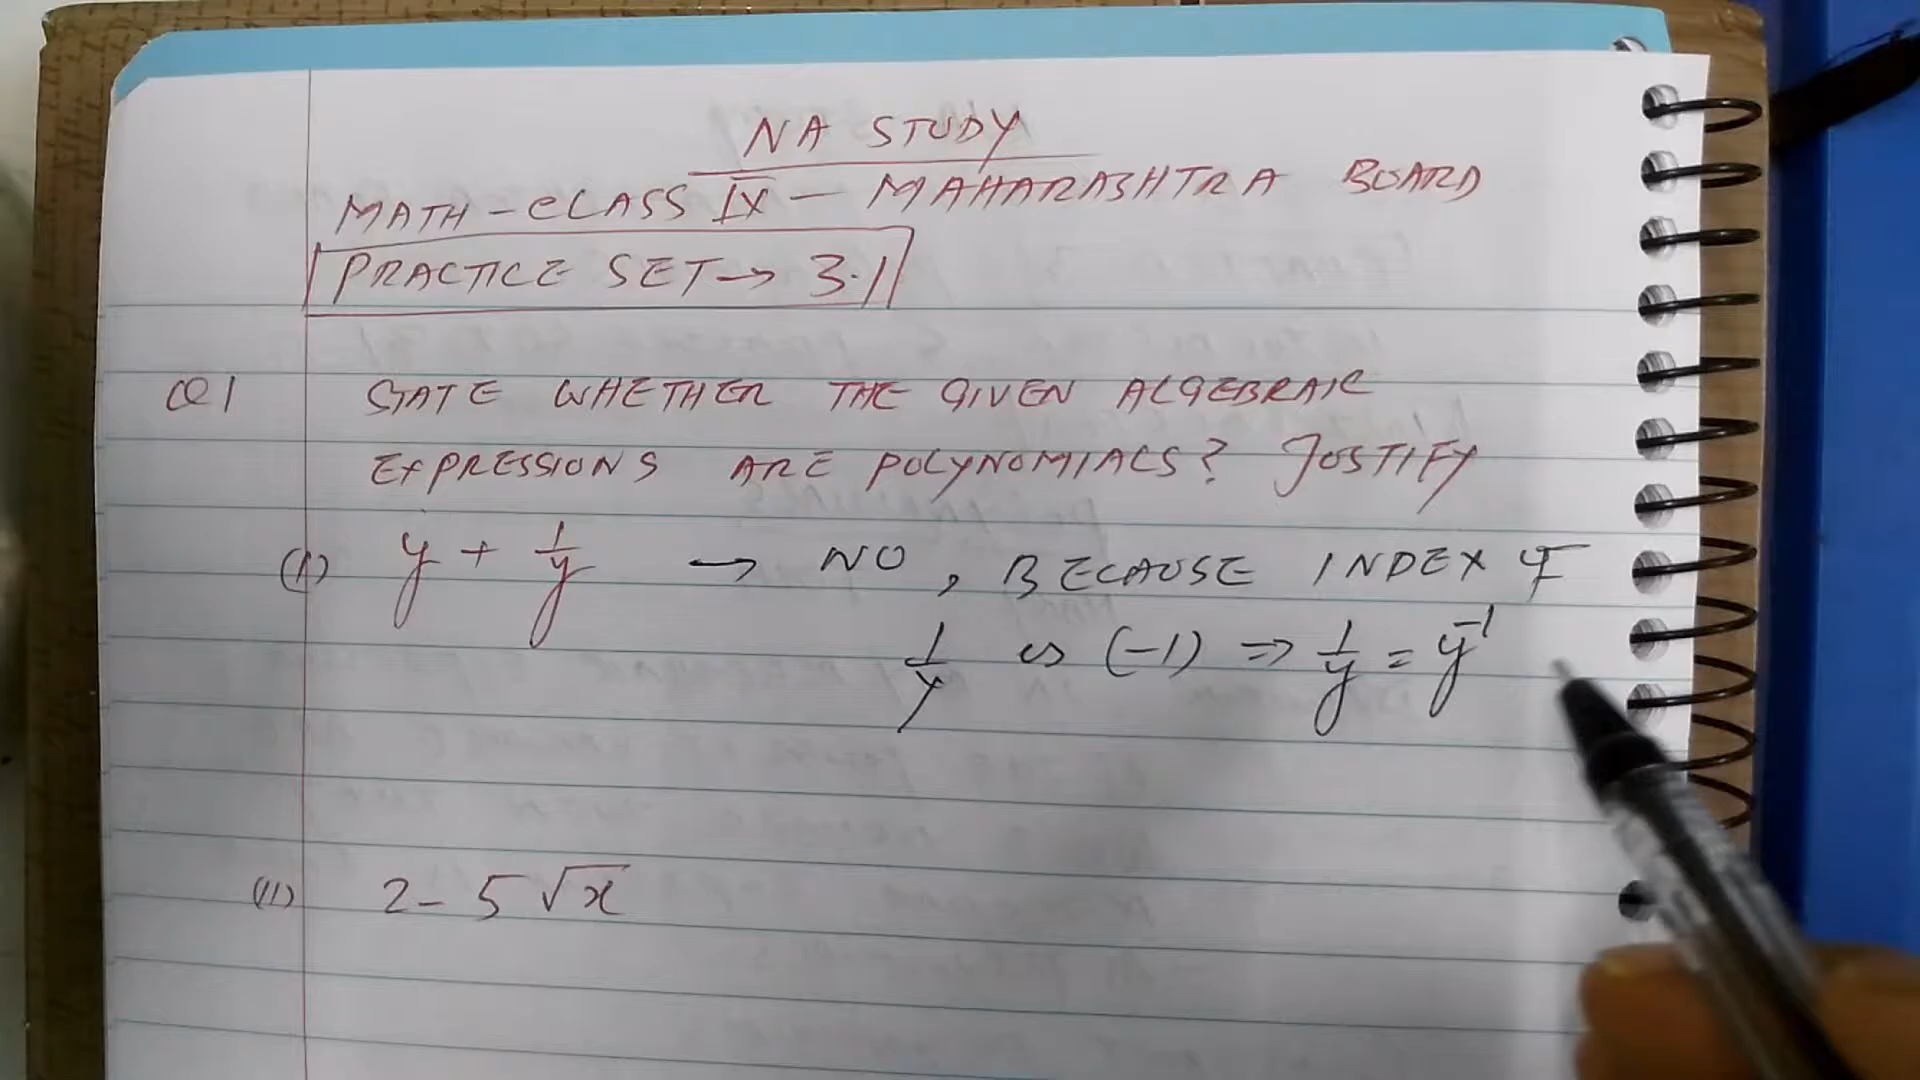 NA STUDY
MATH - CLASS IX - MAHARASHTRA BOARD
PRACTICE SET → 3.1
Q1 STATE WHETHER THE GIVEN ALGEBRAIC
EXPRESSIONS ARE POLYNOMIALS? JUSTIFY
(I) y + 1/y → NO, BECAUSE INDEX OF
1/y is (-1) ⇒ 1/y = y⁻¹
(II) 2 - 5√x